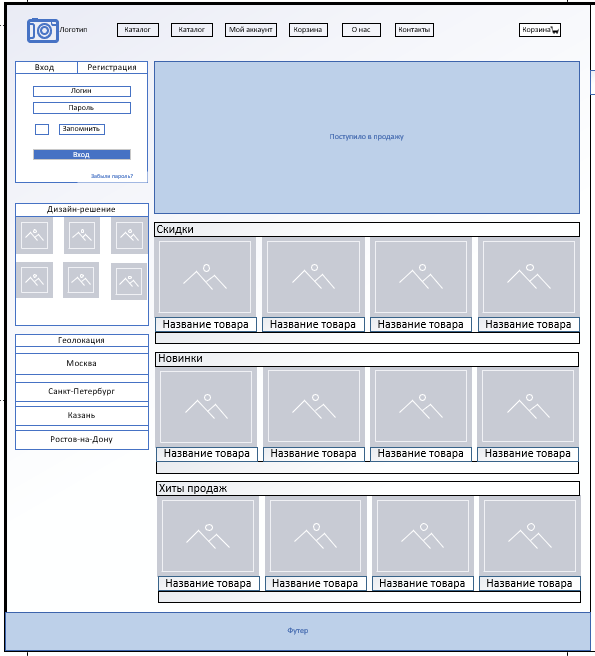 Логотип
Каталог
Каталог
Мой аккаунт
Корзина
О нас
Контакты
Корзина
Вход
Регистрация
Логин
Пароль
Запомнить
Вход
Забыли пароль?
Поступило в продажу
Дизайн-решение
Скидки
Название товара
Название товара
Название товара
Название товара
Геолокация
Москва
Санкт-Петербург
Казань
Ростов-на-Дону
Новинки
Название товара
Название товара
Название товара
Название товара
Хиты продаж
Название товара
Название товара
Название товара
Название товара
Футер